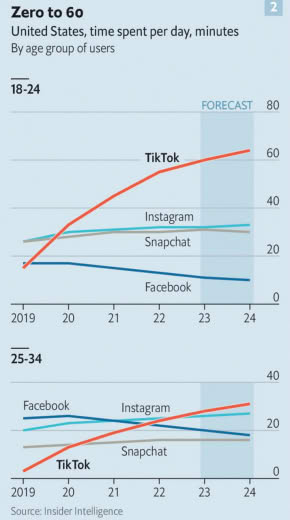 Zero to 60
2
United States, time spent per day, minutes
By age group of users
18-24
FORECAST
80
TikTok
60
Instagram
40
Snapchat
20
Facebook
0
2019 20 21 22 23 24
25-34
40
Facebook
Instagram
20
Snapchat
TikTok
0
2019 20 21 22 23 24
Source: Insider Intelligence